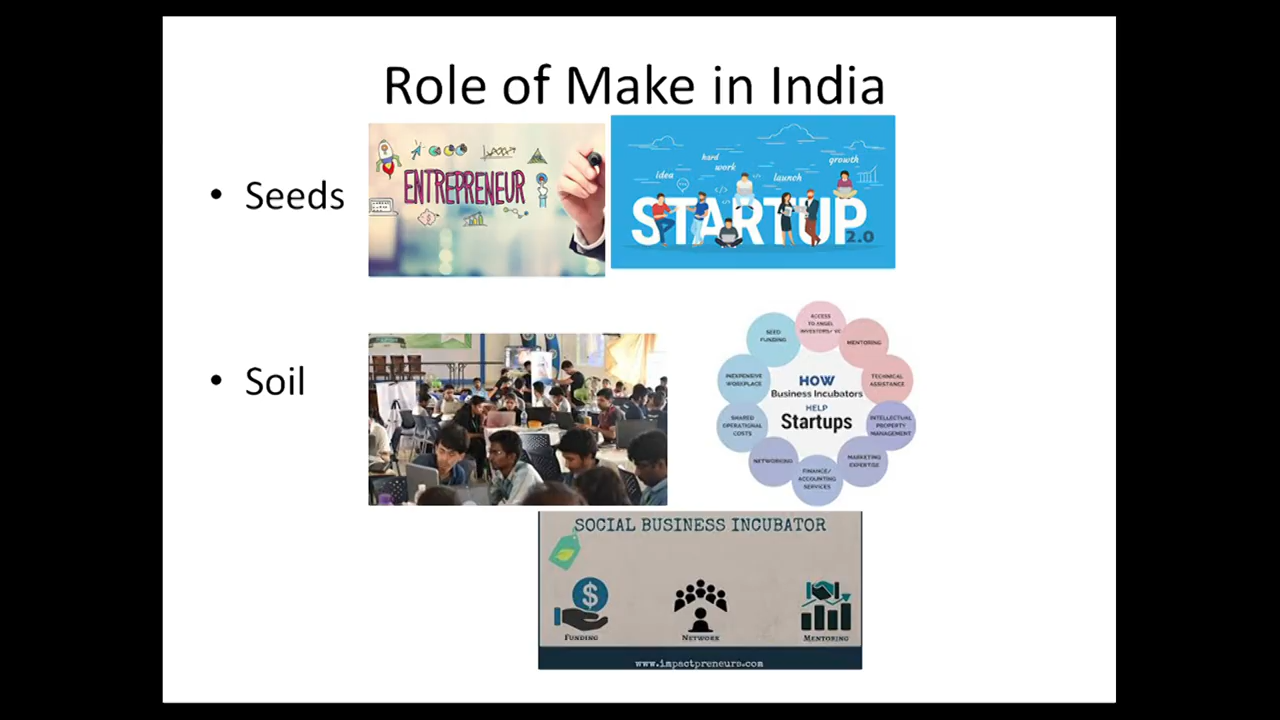 Role of Make in India
• Seeds
ENTREPRENEUR
idea
hard
work
launch
growth
STARTUP
2.0
• Soil
ACCESS
TO ANGEL
INVESTORS/
MENTORING
TECHNICAL
ASSISTANCE
INTELLECTUAL
PROPERTY
MANAGEMENT
MARKETING
EXPERTISE
FINANCE/
ACCOUNTING
SERVICES
NETWORKING
SHARED
OPERATIONAL
COSTS
INEXPENSIVE
WORKPLACE
SEED
FUNDING
HOW
Business Incubators
HELP
Startups
SOCIAL BUSINESS INCUBATOR
$
FUNDING
NETWORK
MENTORING
www.impactpreneurs.com